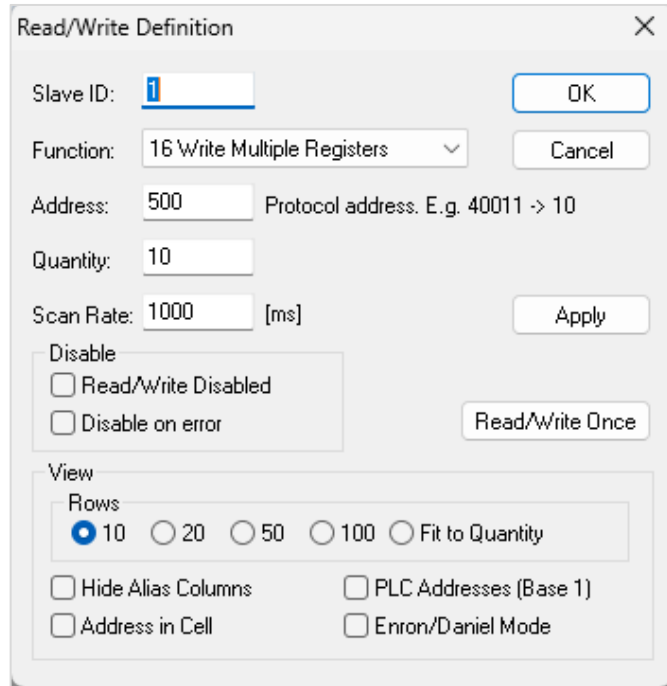 Read/Write Definition
Slave ID: 1 OK
Function: 16 Write Multiple Registers Cancel
Address: 500 Protocol address. E.g. 40011 -> 10
Quantity: 10
Scan Rate: 1000 [ms] Apply
Disable
Read/Write Disabled
Disable on error
Read/Write Once
View
Rows
10 20 50 100 Fit to Quantity
Hide Alias Columns PLC Addresses (Base 1)
Address in Cell Enron/Daniel Mode